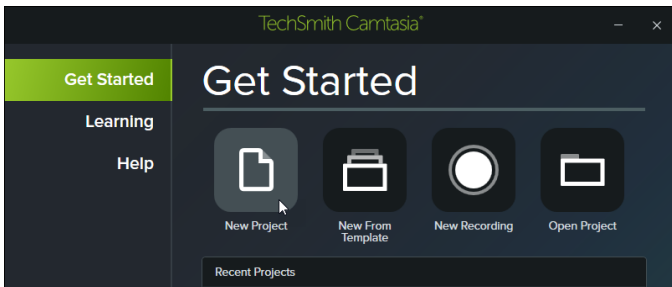 TechSmith Camtasia®
Get Started
Learning
Help
Get Started
New Project
New From
Template
New Recording
Open Project
Recent Projects